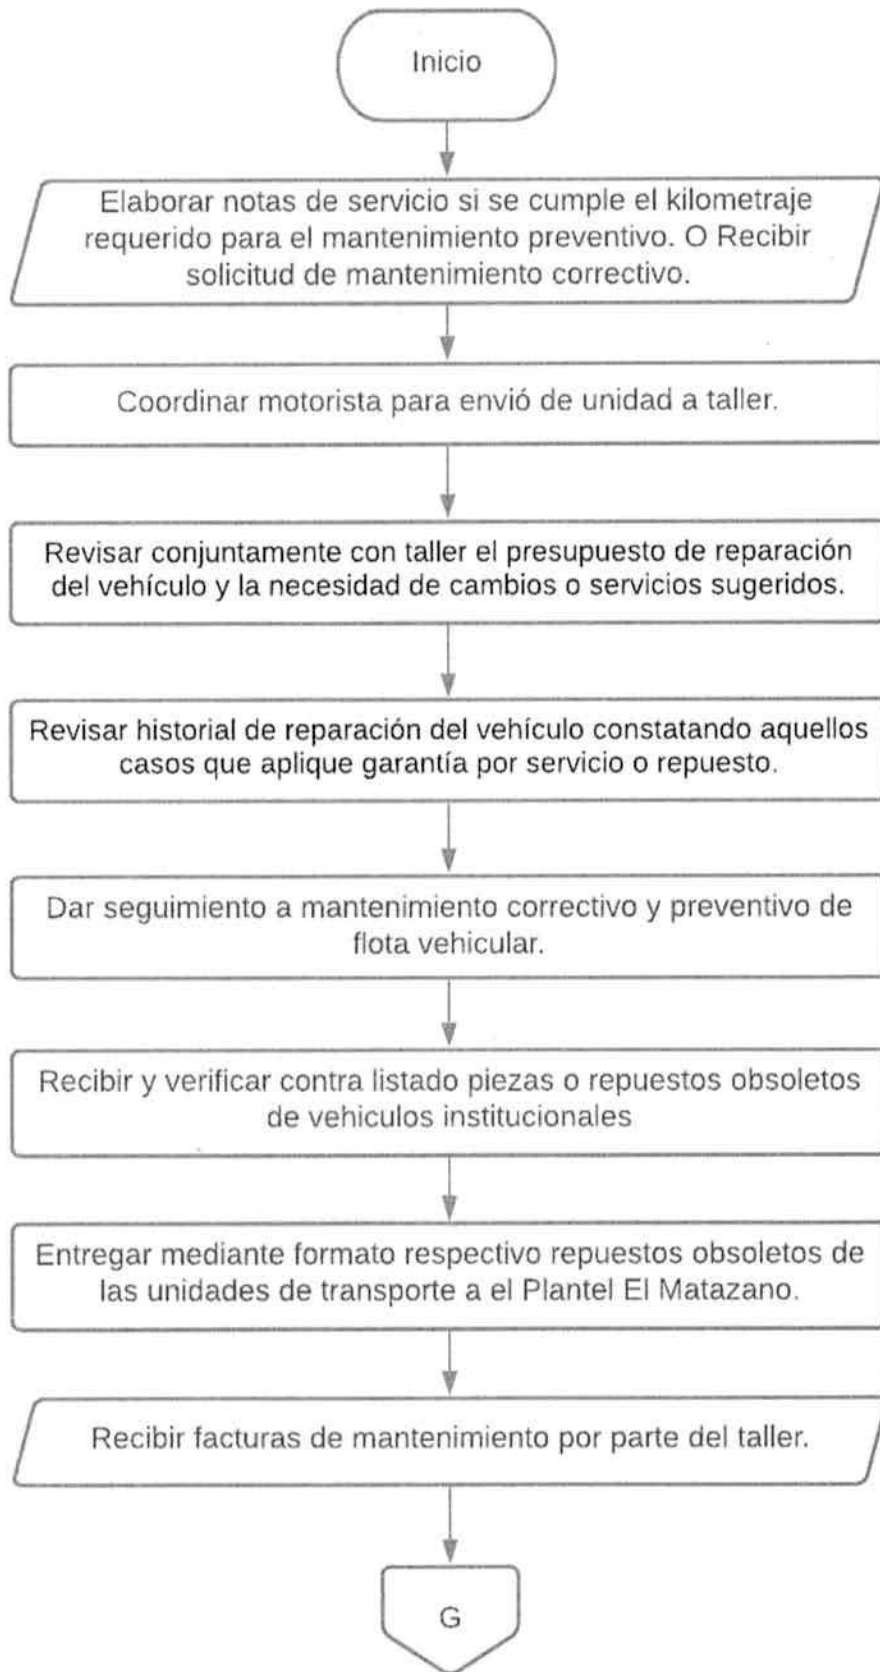 Inicio
Elaborar notas de servicio si se cumple el kilometraje
requerido para el mantenimiento preventivo. O Recibir
solicitud de mantenimiento correctivo.
Coordinar motorista para envió de unidad a taller.
Revisar conjuntamente con taller el presupuesto de reparación
del vehículo y la necesidad de cambios o servicios sugeridos.
Revisar historial de reparación del vehículo constatando aquellos
casos que aplique garantía por servicio o repuesto.
Dar seguimiento a mantenimiento correctivo y preventivo de
flota vehicular.
Recibir y verificar contra listado piezas o repuestos obsoletos
de vehiculos institucionales
Entregar mediante formato respectivo repuestos obsoletos de
las unidades de transporte a el Plantel El Matazano.
Recibir facturas de mantenimiento por parte del taller.
G